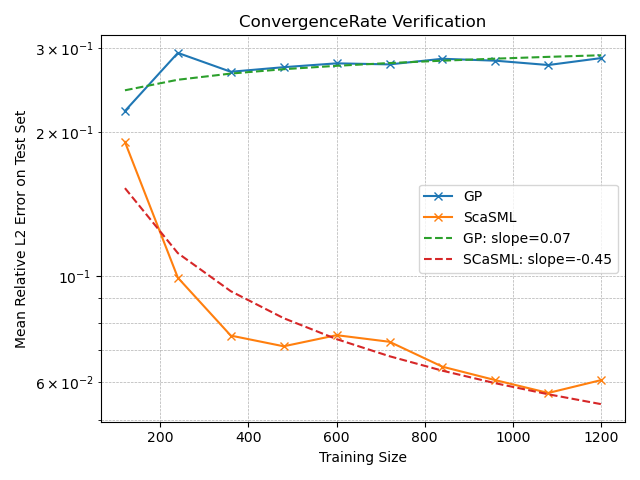 ConvergenceRate Verification
Mean Relative L2 Error on Test Set
3 × 10⁻¹
2 × 10⁻¹
10⁻¹
6 × 10⁻²
GP
ScaSML
GP: slope=0.07
SCaSML: slope=-0.45
200 400 600 800 1000 1200
Training Size